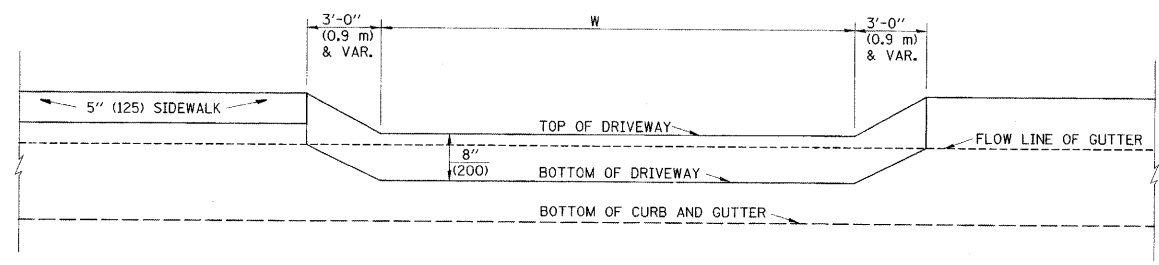 3'-0"
(0.9 m)
& VAR.
W
3'-0"
(0.9 m)
& VAR.
5" (125) SIDEWALK
TOP OF DRIVEWAY
FLOW LINE OF GUTTER
8"
(200)
BOTTOM OF DRIVEWAY
BOTTOM OF CURB AND GUTTER